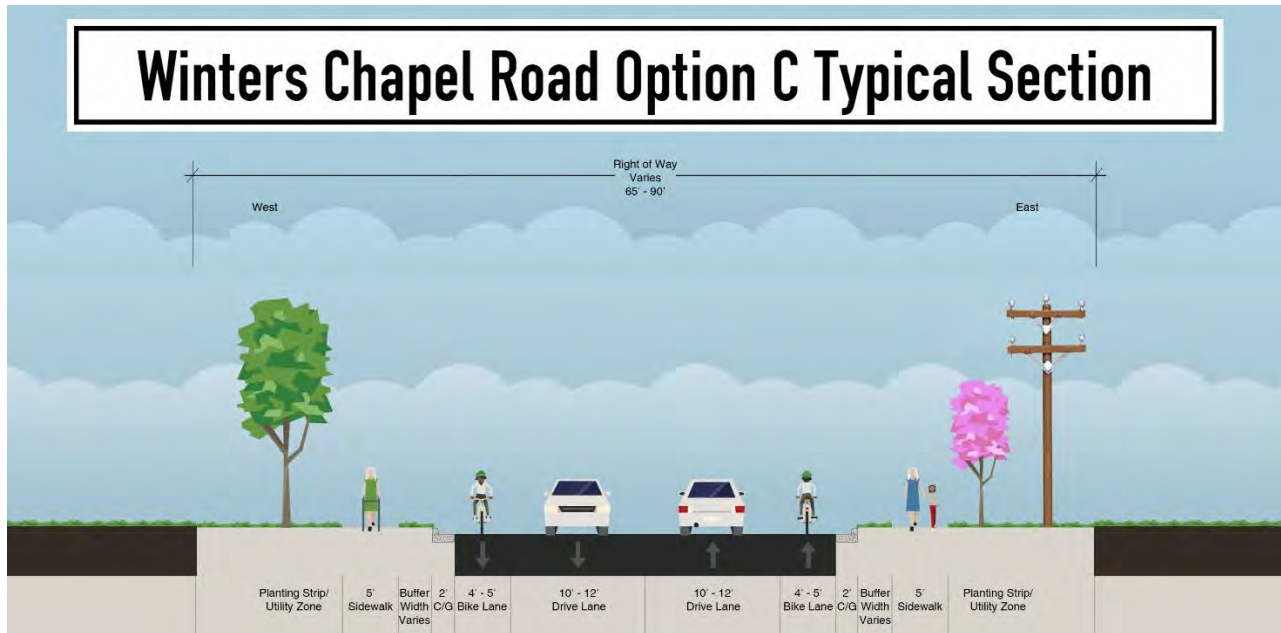 Winters Chapel Road Option C Typical Section
Right of Way
Varies
65' - 90'
West
East
Planting Strip/
Utility Zone
5'
Sidewalk
Buffer
Width
Varies
2'
C/G
4' - 5'
Bike Lane
10' - 12'
Drive Lane
10' - 12'
Drive Lane
4' - 5'
Bike Lane
2'
C/G
Buffer
Width
Varies
5'
Sidewalk
Planting Strip/
Utility Zone